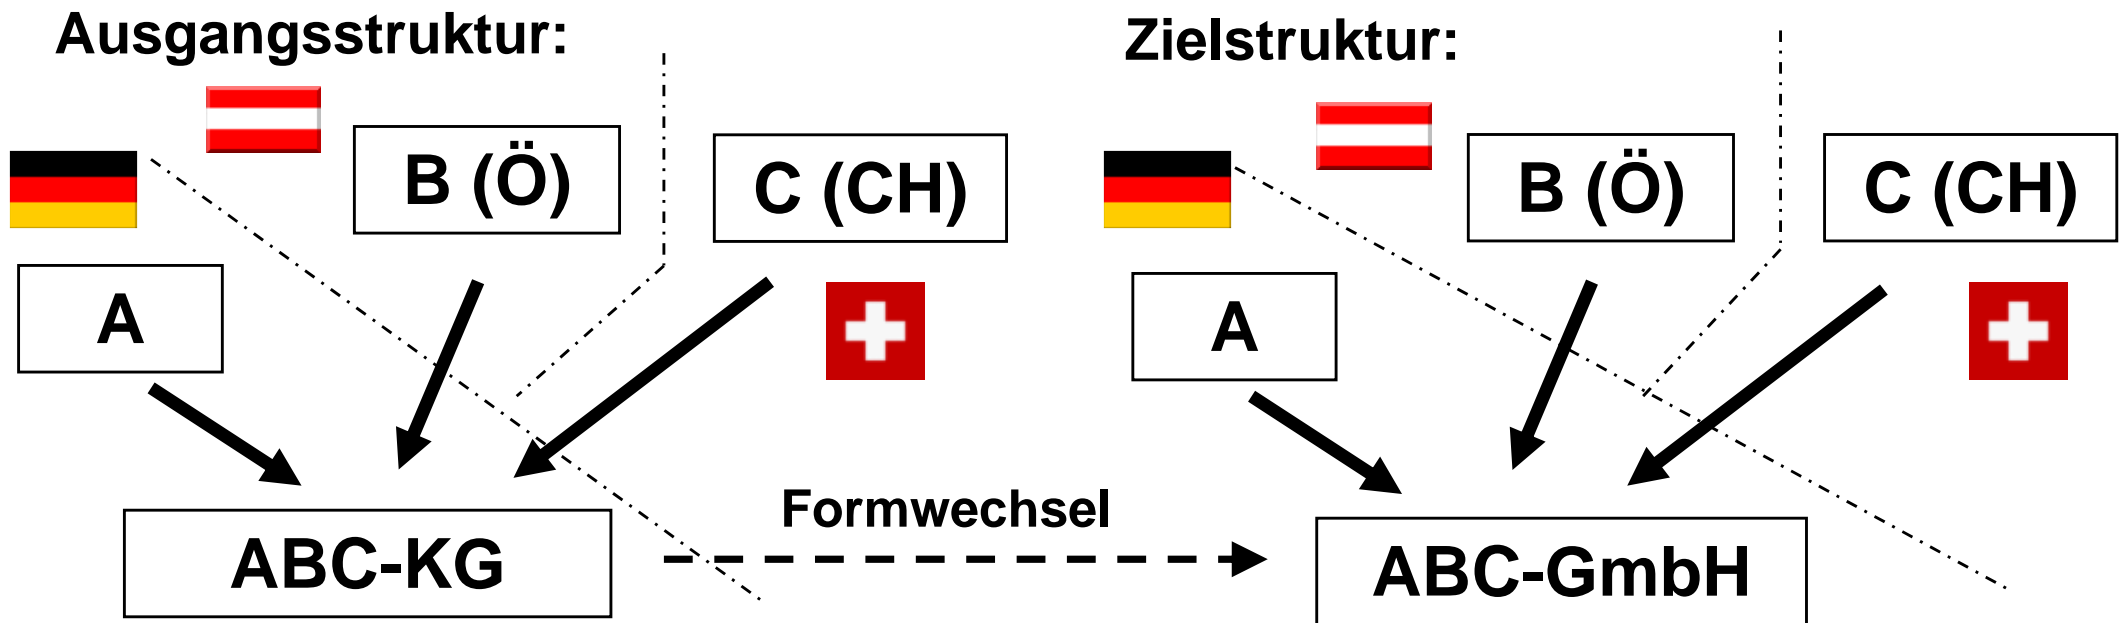 Ausgangsstruktur:
B (Ö)
C (CH)
A
ABC-KG
Formwechsel
Zielstruktur:
B (Ö)
C (CH)
A
ABC-GmbH